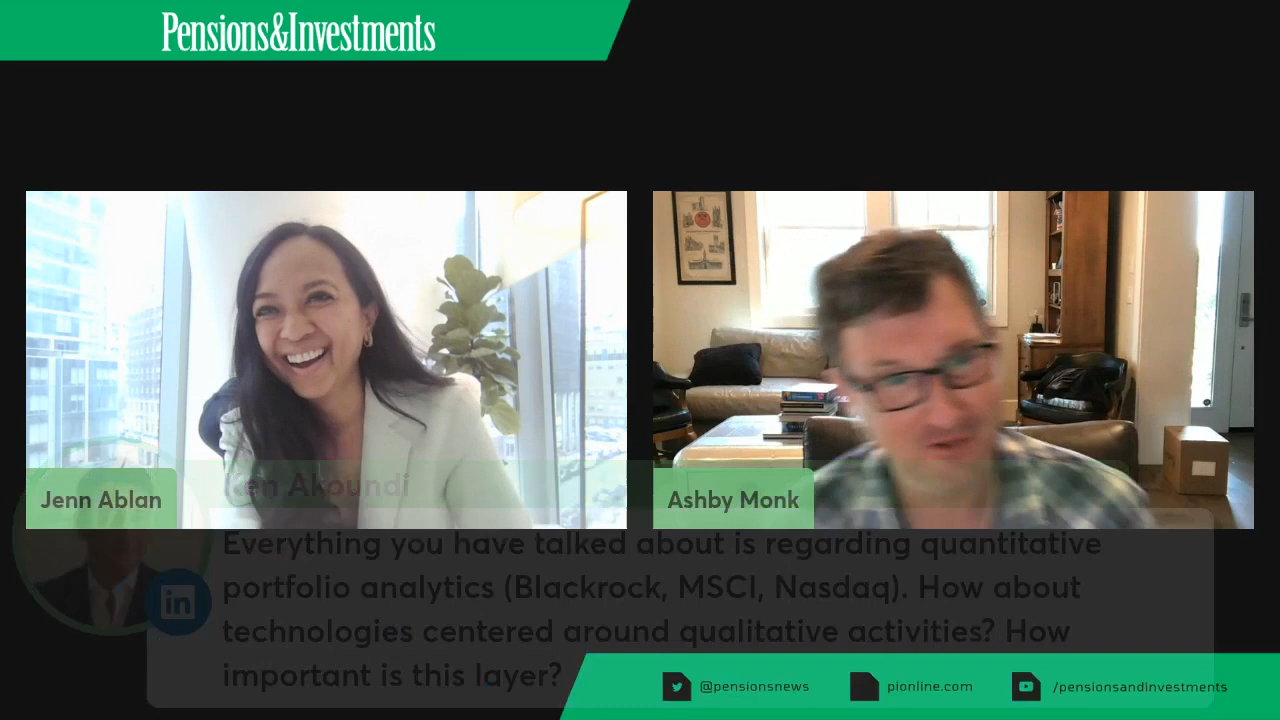 Pensions&Investments
Jenn Ablan
Ashby Monk
Ken Akoundi
Everything you have talked about is regarding quantitative
portfolio analytics (Blackrock, MSCI, Nasdaq). How about
technologies centered around qualitative activities? How
important is this layer?
in
@pensionsnews
pionline.com
/pensionsandinvestments